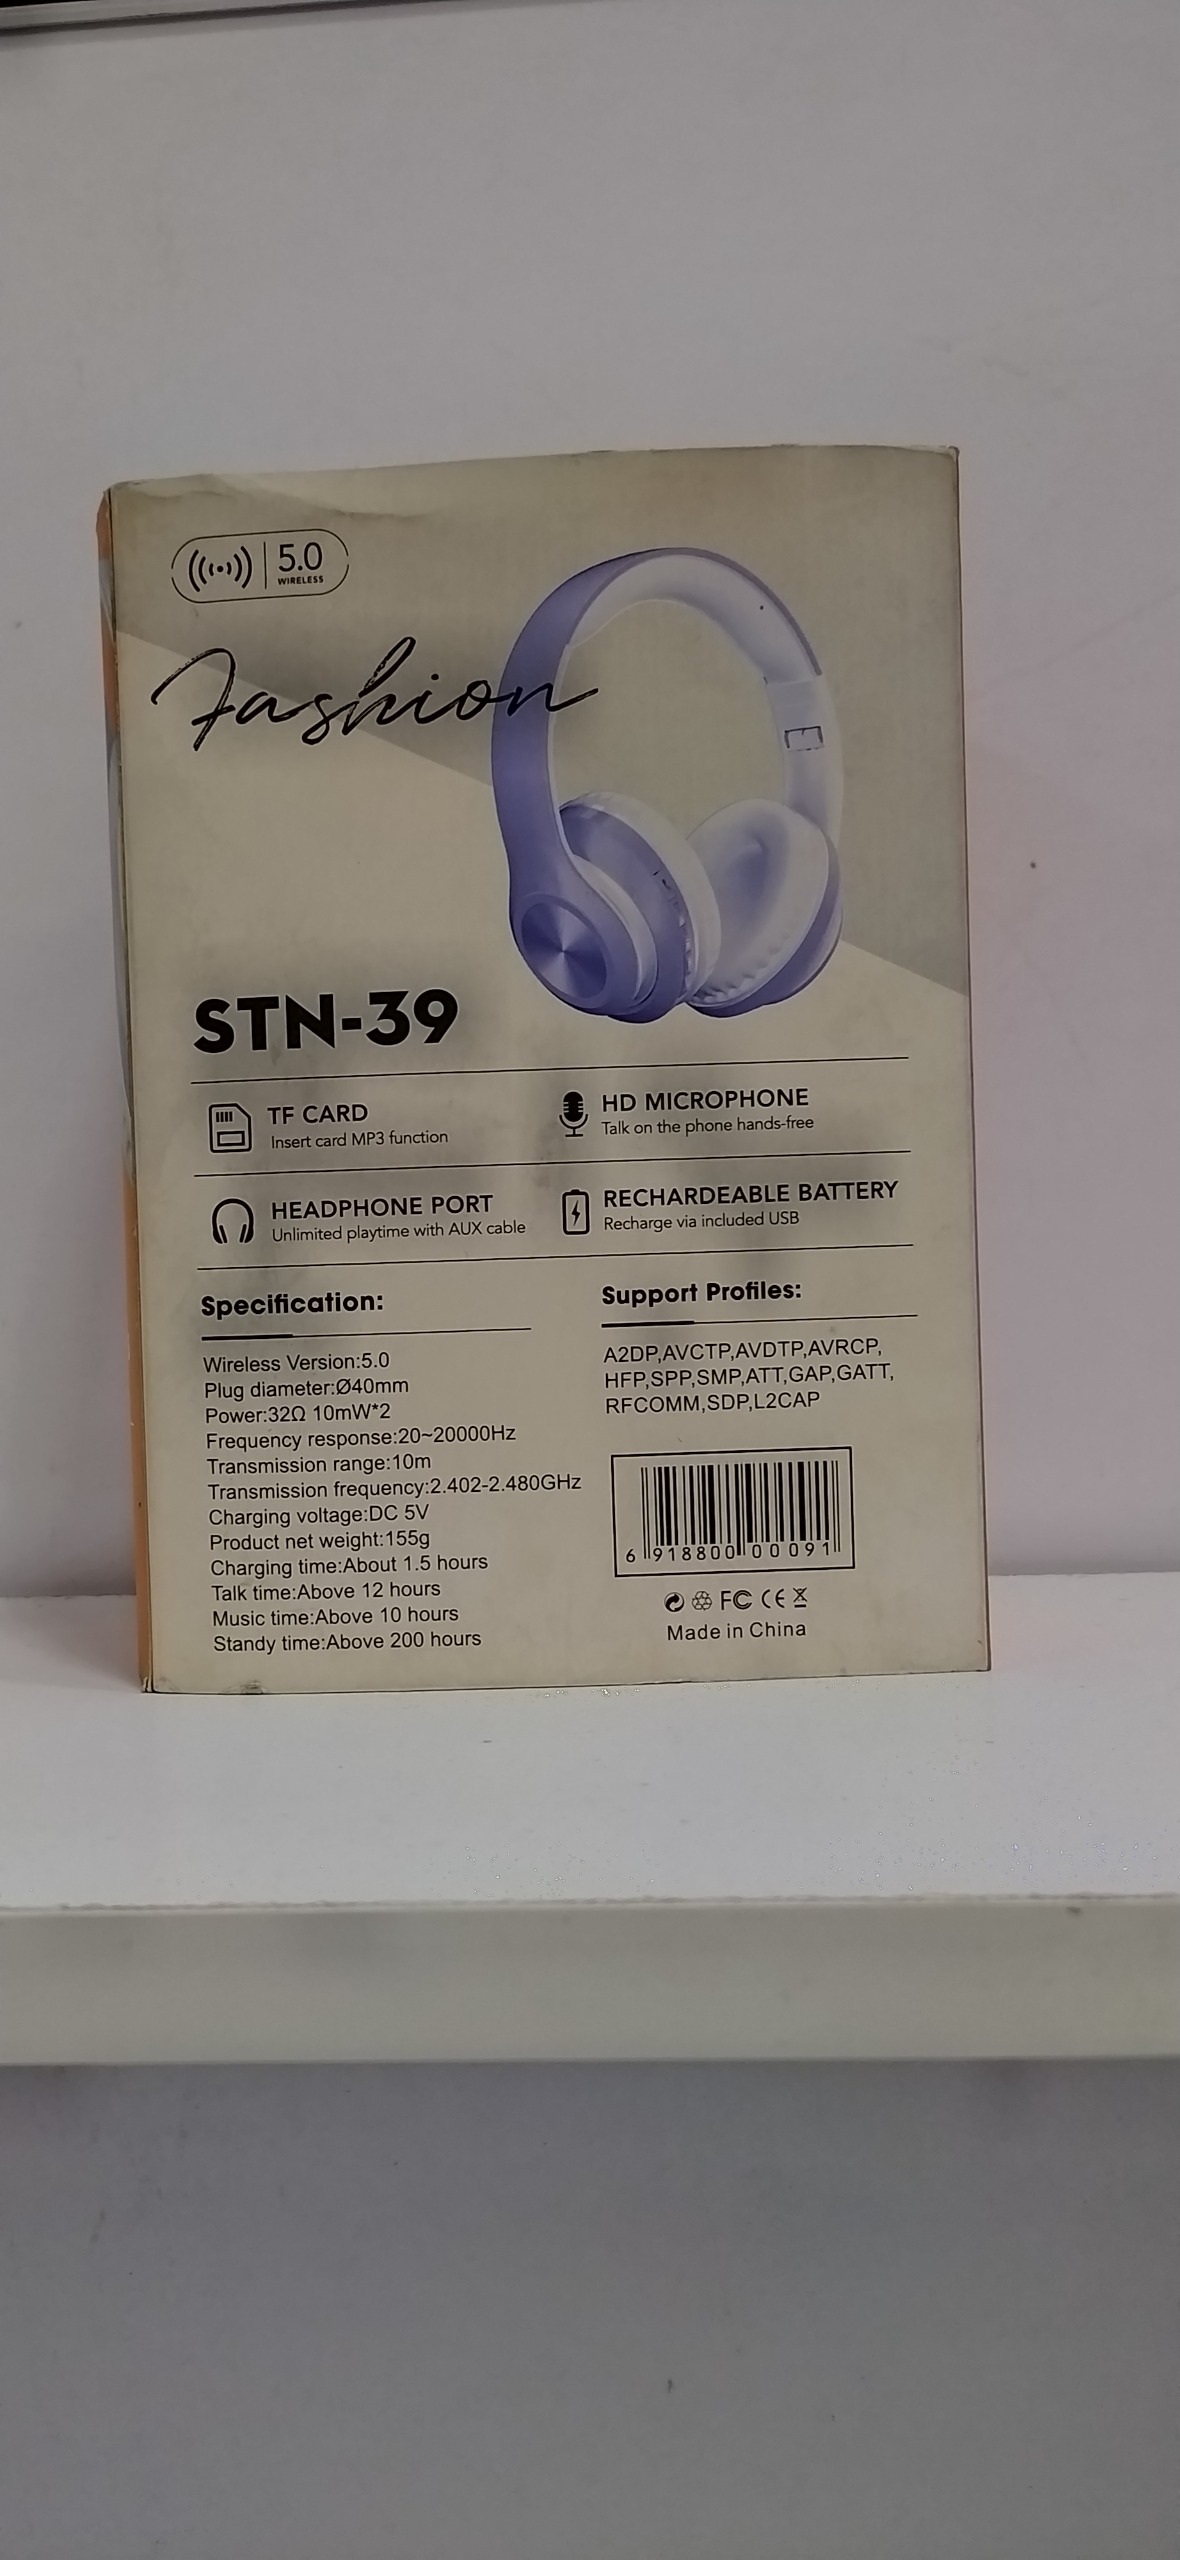 5.0
WIRELESS
Fashion
STN-39
TF CARD
Insert card MP3 function
HD MICROPHONE
Talk on the phone hands-free
HEADPHONE PORT
Unlimited playtime with AUX cable
RECHARDEABLE BATTERY
Recharge via included USB
Specification:
Wireless Version:5.0
Plug diameter:Ø40mm
Power:32Ω 10mW*2
Frequency response:20~20000Hz
Transmission range:10m
Transmission frequency:2.402-2.480GHz
Charging voltage:DC 5V
Product net weight:155g
Charging time:About 1.5 hours
Talk time:Above 12 hours
Music time:Above 10 hours
Standy time:Above 200 hours
Support Profiles:
A2DP,AVCTP,AVDTP,AVRCP,
HFP,SPP,SMP,ATT,GAP,GATT,
RFCOMM,SDP,L2CAP
6 918800 000091
FC CE
Made in China